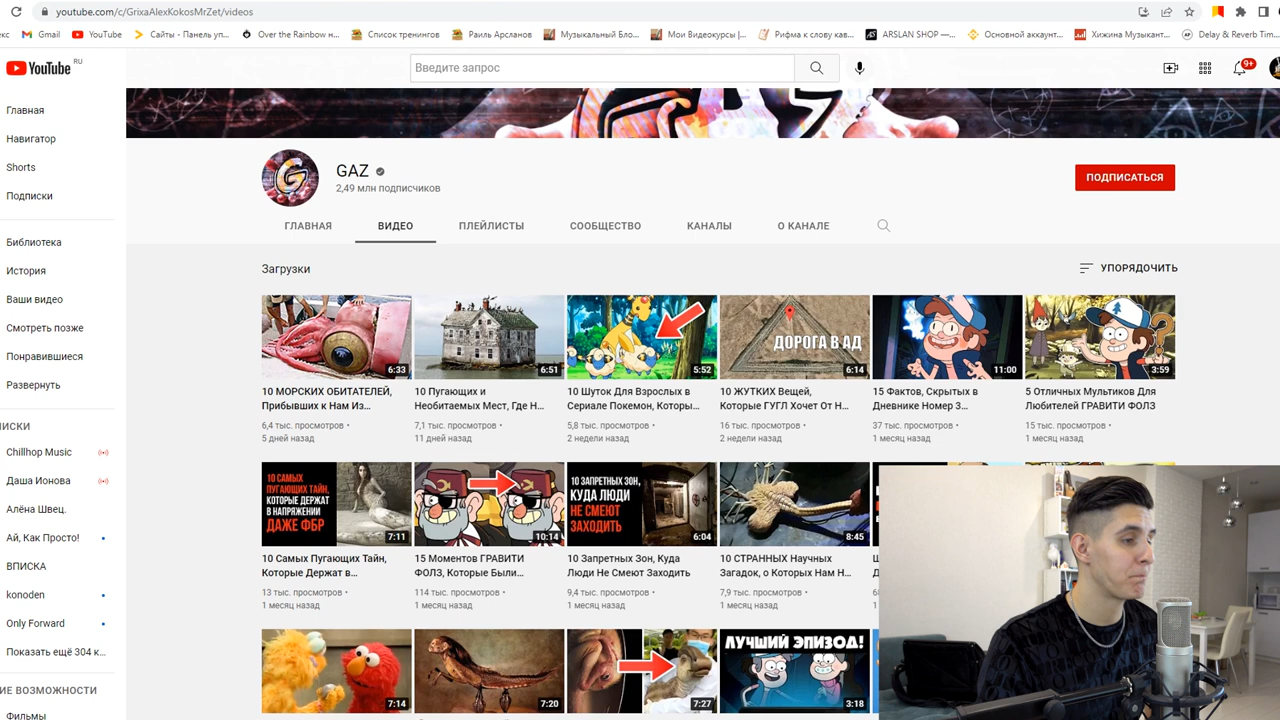 youtube.com/c/GrixaAlexKokosMrZet/videos
Gmail
YouTube
Сайты - Панель уп...
Over the Rainbow н...
Список тренингов
Раиль Арсланов
Музыкальный Бло...
Мои Видеокурсы |...
Рифма к слову кав...
ARSLAN SHOP —...
Основной аккаунт...
Хижина Музыкант...
Delay & Reverb Tim...
YouTube RU
Введите запрос
9+
Главная
Навигатор
Shorts
Подписки
Библиотека
История
Ваши видео
Смотреть позже
Понравившиеся
Развернуть
ИСКИ
Chillhop Music
Даша Ионова
Алёна Швец.
Ай, Как Просто!
ВПИСКА
konoden
Only Forward
Показать ещё 304 к...
ИЕ ВОЗМОЖНОСТИ
Фильмы
G
GAZ
2,49 млн подписчиков
ПОДПИСАТЬСЯ
ГЛАВНАЯ
ВИДЕО
ПЛЕЙЛИСТЫ
СООБЩЕСТВО
КАНАЛЫ
О КАНАЛЕ
Загрузки
УПОРЯДОЧИТЬ
6:33
10 МОРСКИХ ОБИТАТЕЛЕЙ,
Прибывших к Нам Из...
6,4 тыс. просмотров •
5 дней назад
6:51
10 Пугающих и
Необитаемых Мест, Где Н...
7,1 тыс. просмотров •
11 дней назад
5:52
10 Шуток Для Взрослых в
Сериале Покемон, Которы...
5,8 тыс. просмотров •
2 недели назад
ДОРОГА В АД
6:14
10 ЖУТКИХ Вещей,
Которые ГУГЛ Хочет От Н...
16 тыс. просмотров •
2 недели назад
11:00
15 Фактов, Скрытых в
Дневнике Номер 3...
37 тыс. просмотров •
1 месяц назад
3:59
5 Отличных Мультиков Для
Любителей ГРАВИТИ ФОЛЗ
15 тыс. просмотров •
1 месяц назад
10 САМЫХ
ПУГАЮЩИХ ТАЙН,
КОТОРЫЕ ДЕРЖАТ
В НАПРЯЖЕНИИ
ДАЖЕ ФБР
7:11
10 Самых Пугающих Тайн,
Которые Держат в...
13 тыс. просмотров •
1 месяц назад
10:14
15 Моментов ГРАВИТИ
ФОЛЗ, Которые Были...
114 тыс. просмотров •
1 месяц назад
10 ЗАПРЕТНЫХ ЗОН,
КУДА ЛЮДИ
НЕ СМЕЮТ
ЗАХОДИТЬ
6:04
10 Запретных Зон, Куда
Люди Не Смеют Заходить
9,4 тыс. просмотров •
1 месяц назад
8:45
10 СТРАННЫХ Научных
Загадок, о Которых Нам Н...
7,9 тыс. просмотров •
1 месяц назад
7:14
7:20
7:27
ЛУЧШИЙ ЭПИЗОД!
3:18